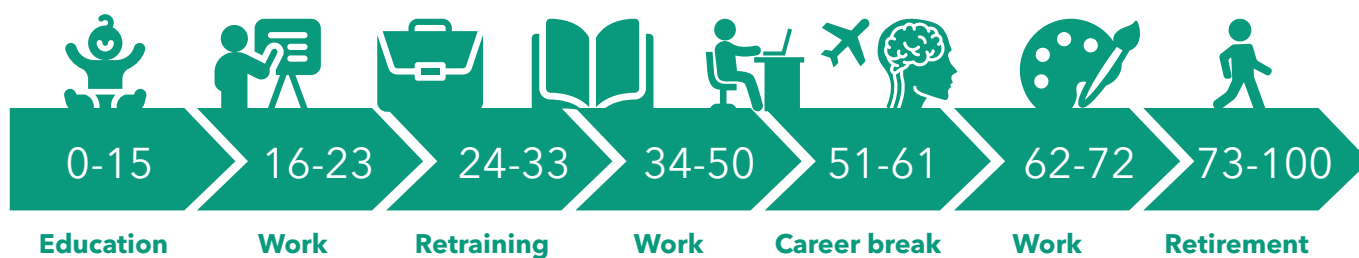 0-15 16-23 24-33 34-50 51-61 62-72 73-100
Education Work Retraining Work Career break Work Retirement